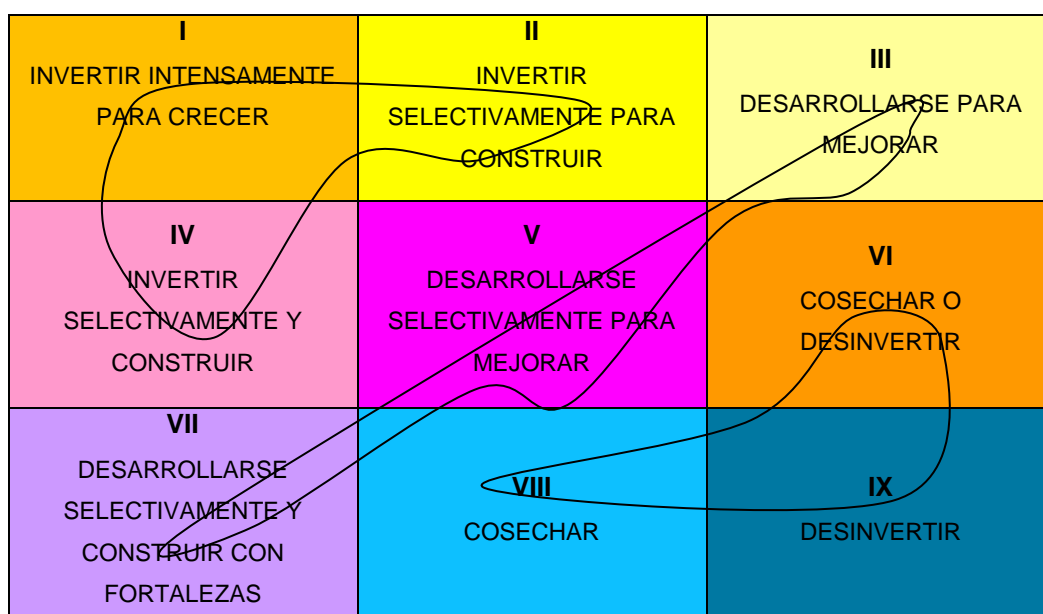 I
INVERTIR INTENSAMENTE
PARA CRECER
II
INVERTIR
SELECTIVAMENTE PARA
CONSTRUIR
III
DESARROLLARSE PARA
MEJORAR
IV
INVERTIR
SELECTIVAMENTE Y
CONSTRUIR
V
DESARROLLARSE
SELECTIVAMENTE PARA
MEJORAR
VI
COSECHAR O
DESINVERTIR
VII
DESARROLLARSE
SELECTIVAMENTE Y
CONSTRUIR CON
FORTALEZAS
VIII
COSECHAR
IX
DESINVERTIR